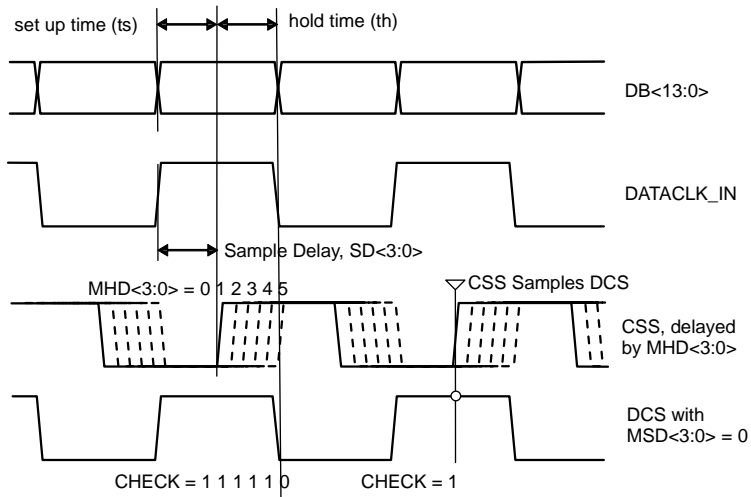 set up time (ts)
hold time (th)
DB<13:0>
DATACLK_IN
Sample Delay, SD<3:0>
MHD<3:0> = 0 1 2 3 4 5
CSS Samples DCS
CSS, delayed
by MHD<3:0>
DCS with
MSD<3:0> = 0
CHECK = 1 1 1 1 1 0
CHECK = 1